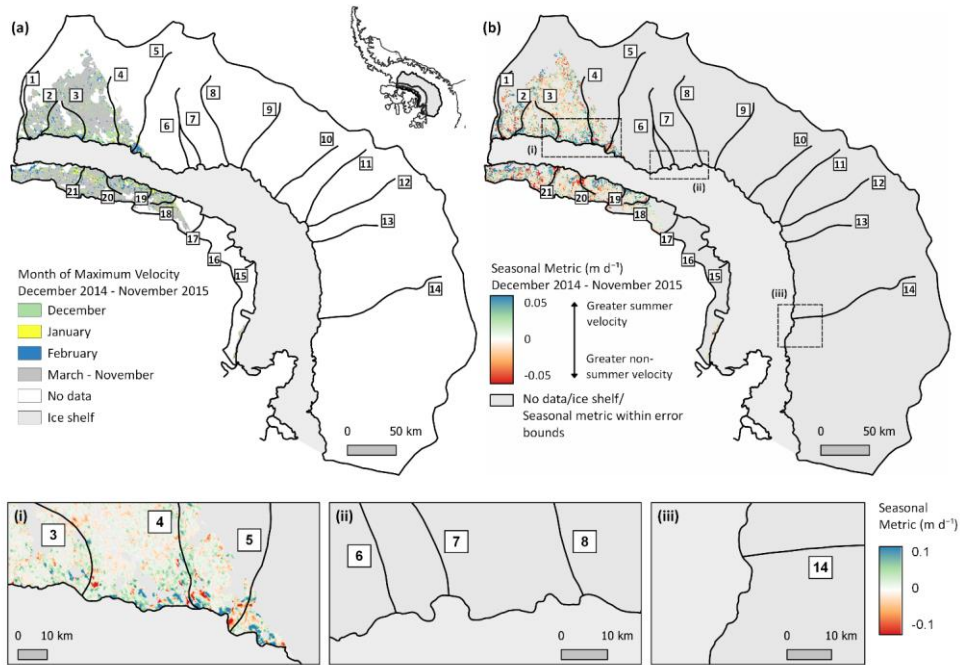 (a)
1
2
3
4
5
6
7
8
9
10
11
12
13
14
15
16
17
18
19
20
21
Month of Maximum Velocity
December 2014 - November 2015
December
January
February
March - November
No data
Ice shelf
0 50 km
(b)
1
2
3
4
5
6
7
8
9
10
11
12
13
14
15
16
17
18
19
20
21
(i)
(ii)
(iii)
Seasonal Metric (m d⁻¹)
December 2014 - November 2015
0.05
0
-0.05
Greater summer
velocity
Greater non-
summer velocity
No data/ice shelf/
Seasonal metric within error
bounds
0 50 km
(i)
3
4
5
0 10 km
(ii)
6
7
8
0 10 km
(iii)
14
0 10 km
Seasonal
Metric (m d⁻¹)
0.1
0
-0.1